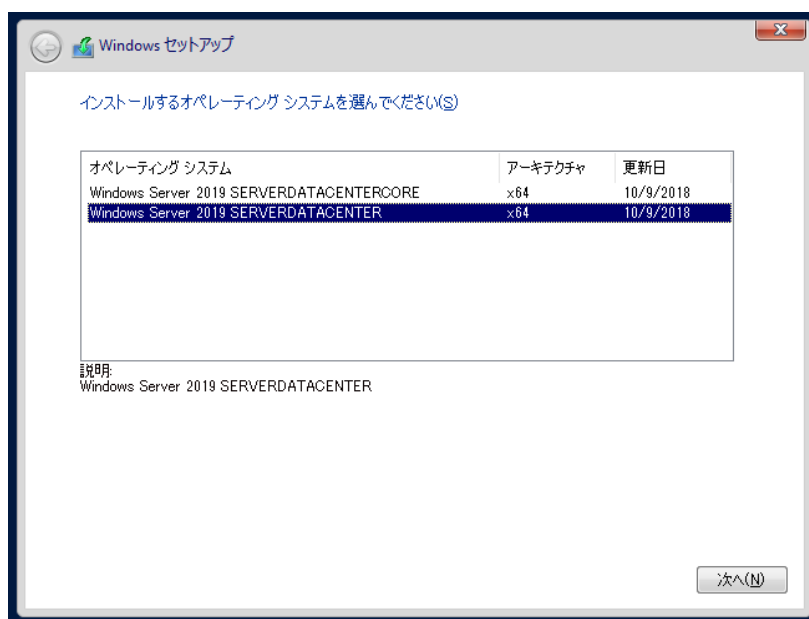 Windows セットアップ
インストールするオペレーティング システムを選んでください(S)
オペレーティング システム アーキテクチャ 更新日
Windows Server 2019 SERVERDATACENTERCORE x64 10/9/2018
Windows Server 2019 SERVERDATACENTER x64 10/9/2018
説明:
Windows Server 2019 SERVERDATACENTER
次へ(N)